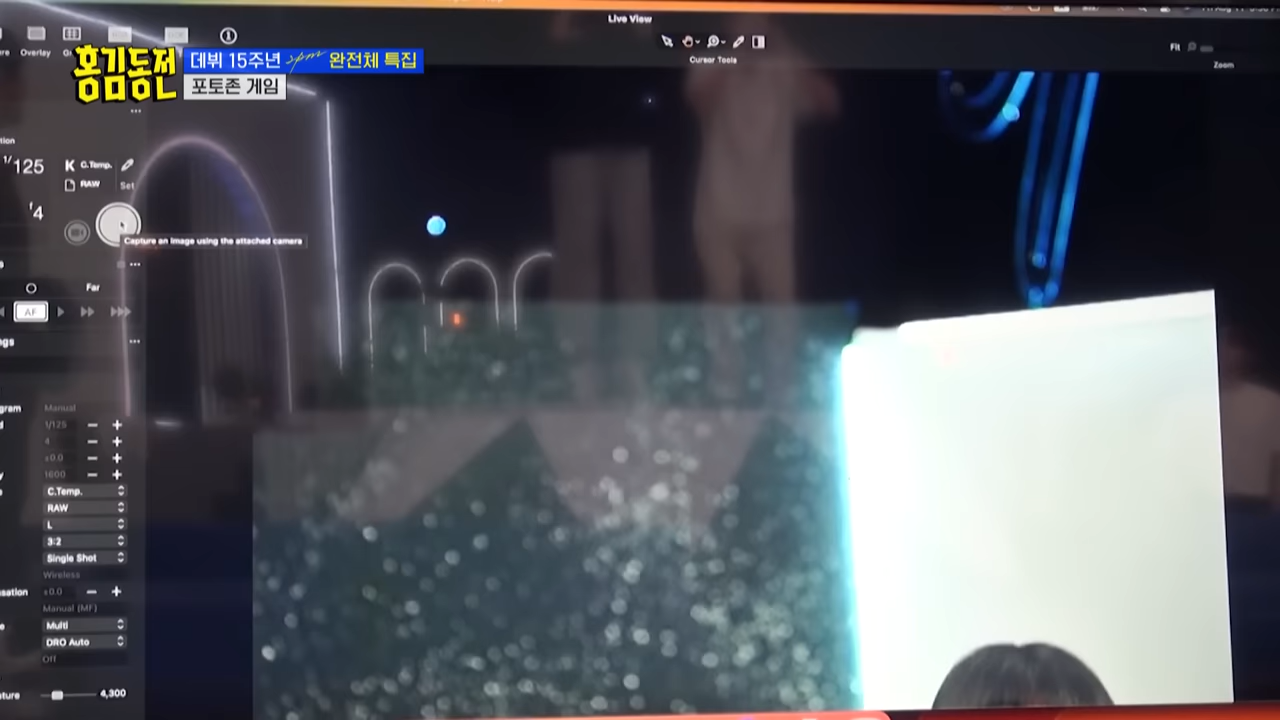 Live View
Overlay
Cursor Tools
Fit
Zoom
홍김동전
데뷔 15주년 2PM 완전체 특집
포토존 게임
1/125
K C.Temp.
RAW
Set
f4
Capture an image using the attached camera
Far
AF
Manual
1/125
4
±0.0
1600
C.Temp.
RAW
L
3:2
Single Shot
Wireless
±0.0
Manual (MF)
Multi
DRO Auto
Off
4,300